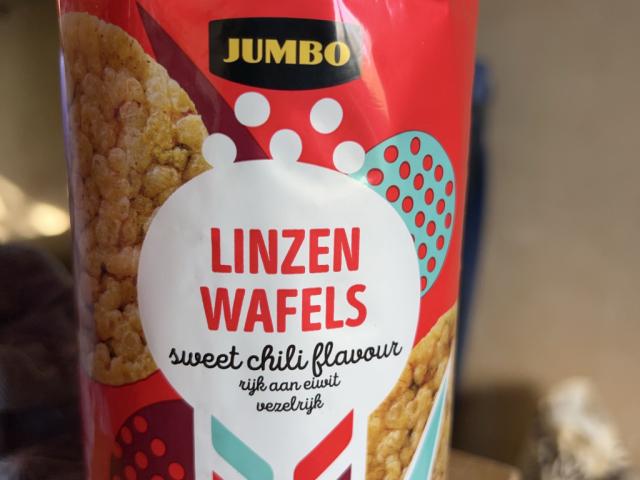 JUMBO
LINZEN
WAFELS
sweet chili flavour
rijk aan eiwit
vezelrijk